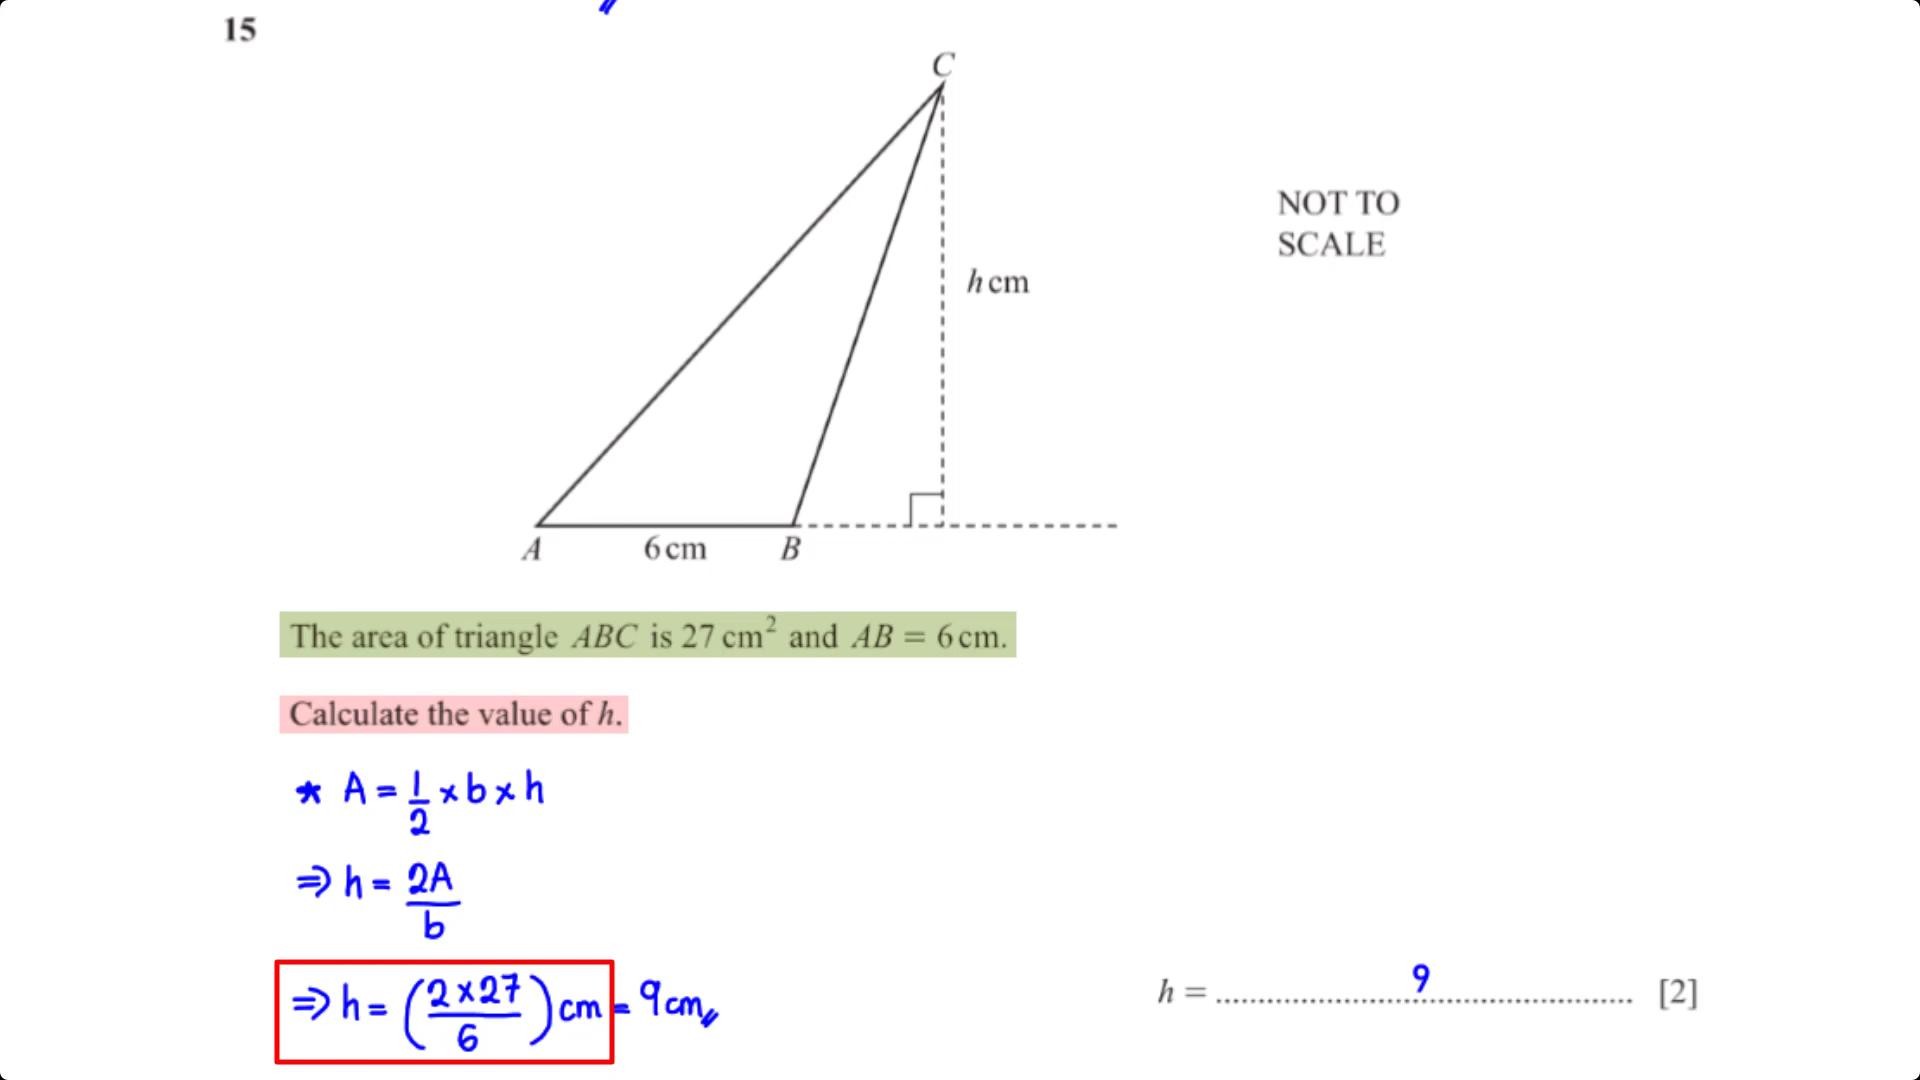 15
C
NOT TO
SCALE
h cm
A 6 cm B
The area of triangle ABC is 27 cm² and AB = 6 cm.
Calculate the value of h.
* A = 1/2 × b × h
⇒ h = 2A/b
⇒ h = (2 × 27/6) cm = 9 cm
h = .................... 9 .................... [2]